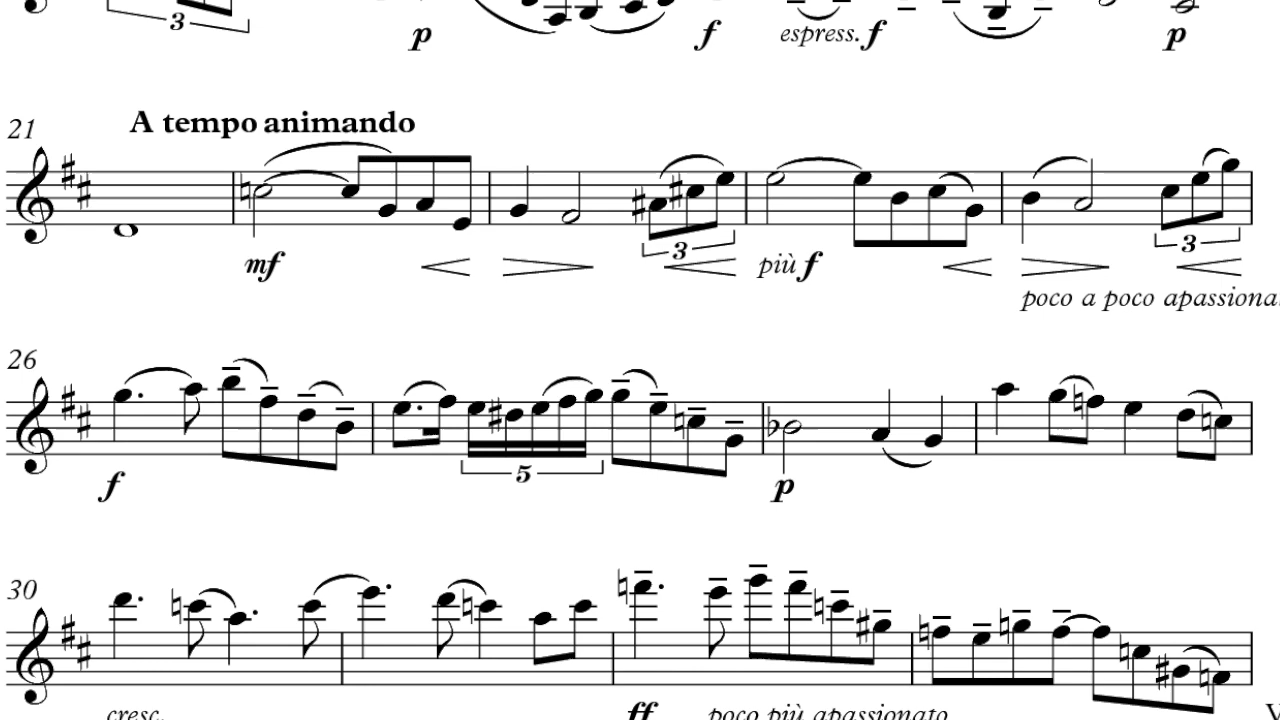 3
p f espress. f p
A tempo animando
21
3 3
mf più f
poco a poco apassiona
26
5
f p
30
cresc. ff poco più apassionato